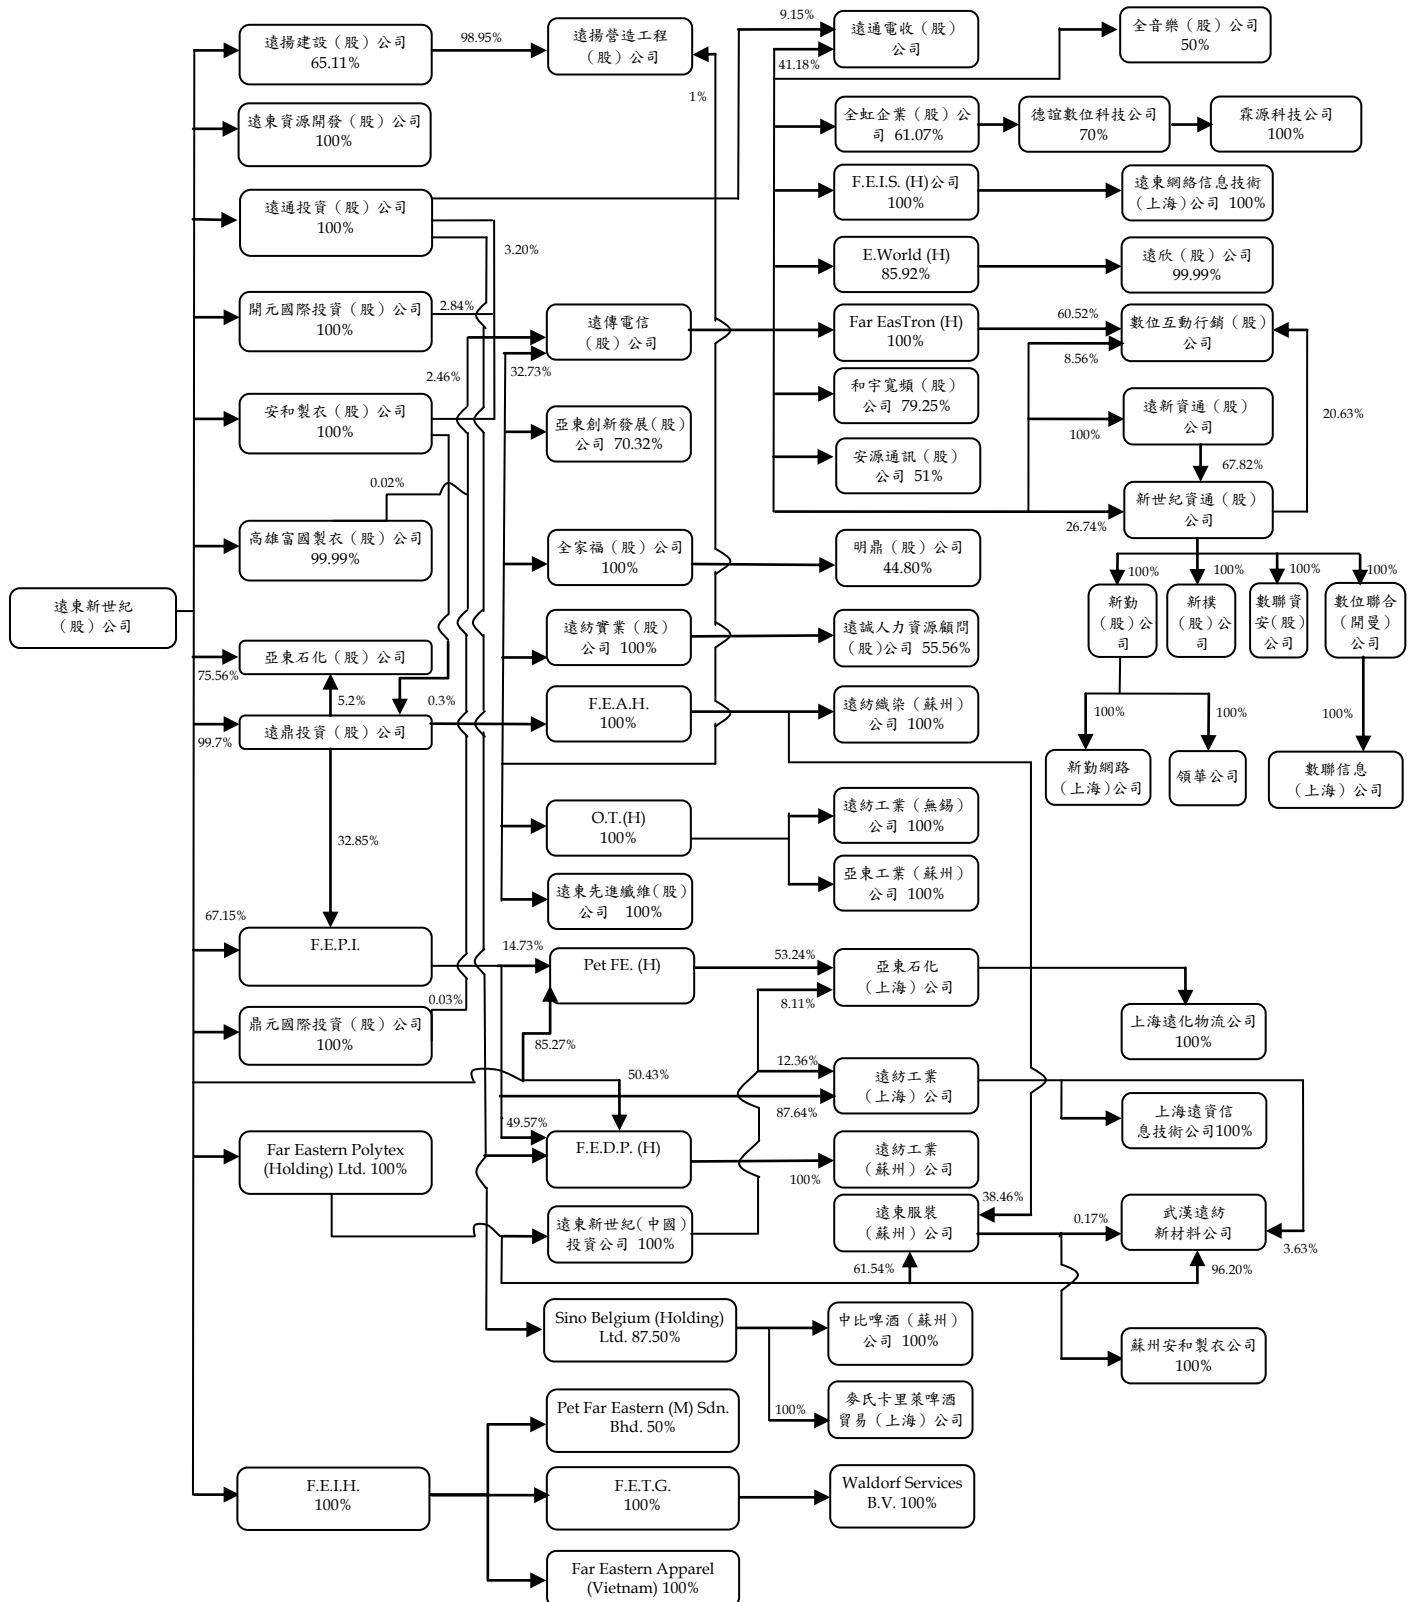 遠東新世紀
（股）公司
遠揚建設（股）公司
65.11%
98.95%
遠揚營造工程
（股）公司
1%
遠東資源開發（股）公司
100%
遠通投資（股）公司
100%
3.20%
開元國際投資（股）公司
100%
2.84%
安和製衣（股）公司
100%
2.46%
高雄富國製衣（股）公司
99.99%
0.02%
亞東石化（股）公司
75.56%
5.2%
0.3%
遠鼎投資（股）公司
99.7%
32.85%
67.15%
F.E.P.I.
鼎元國際投資（股）公司
100%
0.03%
Far Eastern Polytex
(Holding) Ltd. 100%
F.E.I.H.
100%
遠傳電信
（股）公司
32.73%
亞東創新發展(股)
公司 70.32%
全家福（股）公司
100%
明鼎（股）公司
44.80%
遠紡實業（股）
公司 100%
遠誠人力資源顧問
(股)公司 55.56%
F.E.A.H.
100%
遠紡織染（蘇州）
公司 100%
O.T.(H)
100%
遠紡工業（無錫）
公司 100%
亞東工業（蘇州）
公司 100%
遠東先進纖維(股)
公司 100%
14.73%
Pet FE. (H)
85.27%
53.24%
8.11%
亞東石化
（上海）公司
上海遠化物流公司
100%
50.43%
49.57%
F.E.D.P. (H)
12.36%
87.64%
遠紡工業
（上海）公司
上海遠資信
息技術公司100%
100%
遠紡工業
（蘇州）公司
遠東新世紀(中國)
投資公司 100%
遠東服裝
（蘇州）公司
38.46%
61.54%
0.17%
武漢遠紡
新材料公司
3.63%
96.20%
蘇州安和製衣公司
100%
Sino Belgium (Holding)
Ltd. 87.50%
中比啤酒（蘇州）
公司 100%
100%
麥氏卡里萊啤酒
貿易（上海）公司
Pet Far Eastern (M) Sdn.
Bhd. 50%
F.E.T.G.
100%
Waldorf Services
B.V. 100%
Far Eastern Apparel
(Vietnam) 100%
9.15%
41.18%
遠通電收（股）
公司
全音樂（股）公司
50%
全虹企業（股）公
司 61.07%
德誼數位科技公司
70%
霖源科技公司
100%
F.E.I.S. (H)公司
100%
遠東網絡信息技術
(上海)公司 100%
E.World (H)
85.92%
遠欣（股）公司
99.99%
Far EasTron (H)
100%
60.52%
8.56%
數位互動行銷（股）
公司
20.63%
和宇寬頻（股）
公司 79.25%
安源通訊（股）
公司 51%
100%
遠新資通（股）
公司
67.82%
26.74%
新世紀資通（股）
公司
100%
100%
100%
100%
新勤
（股）公
司
新樸
（股）公
司
數聯資
安(股)
公司
數位聯合
（開曼）公
司
100%
100%
100%
新勤網路
(上海)公司
領華公司
數聯信息
（上海）公司